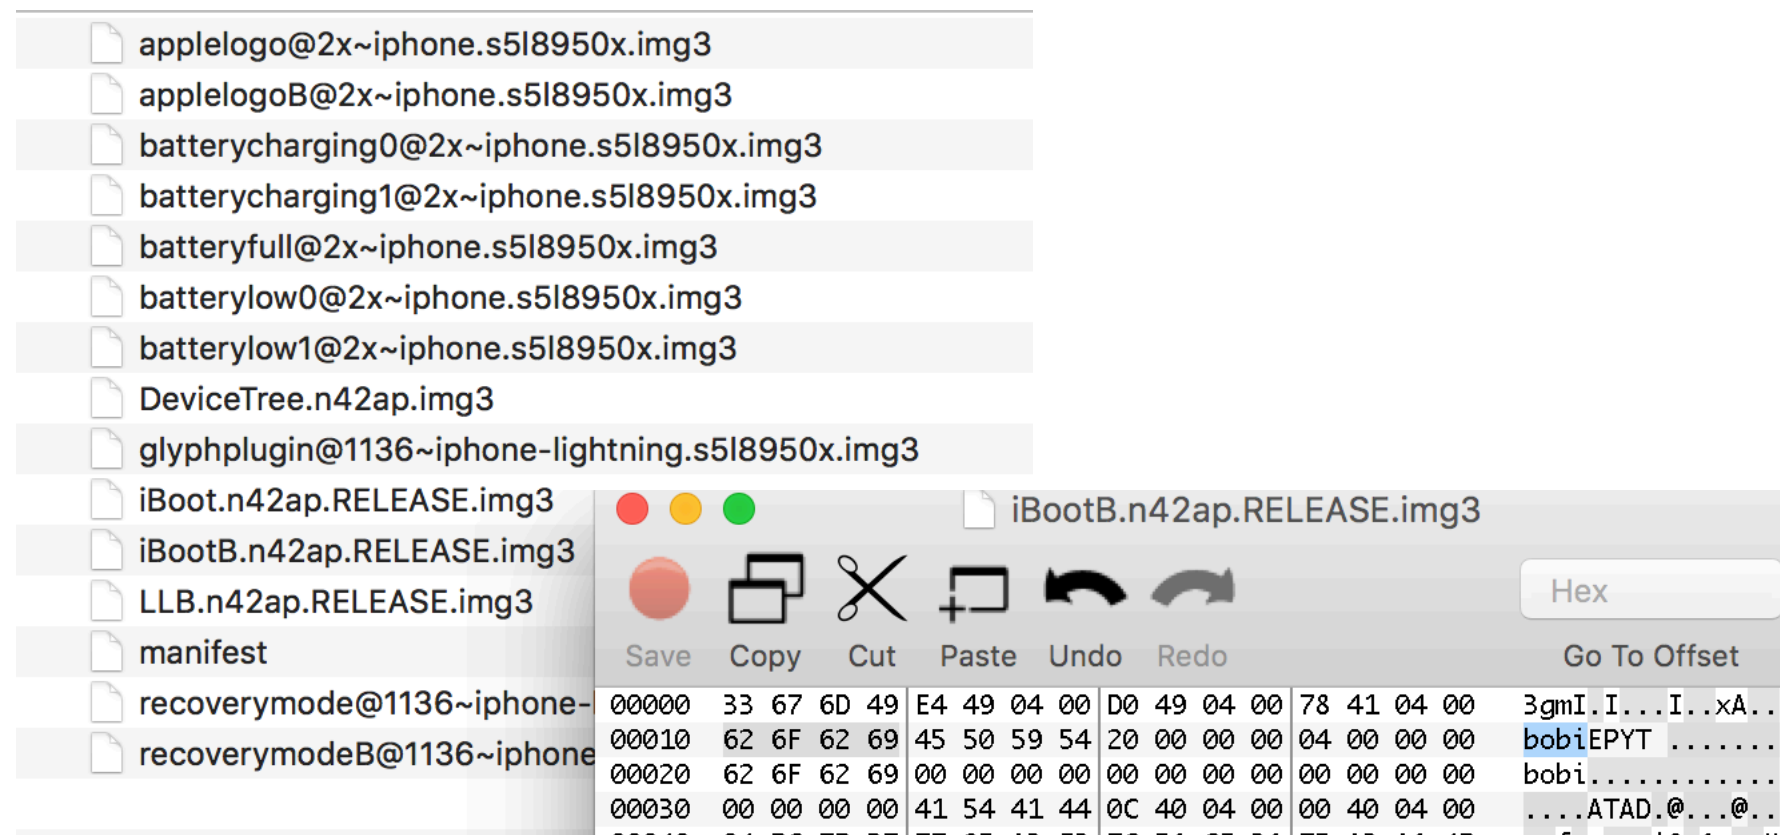 applelogo@2x~iphone.s5l8950x.img3
applelogoB@2x~iphone.s5l8950x.img3
batterycharging0@2x~iphone.s5l8950x.img3
batterycharging1@2x~iphone.s5l8950x.img3
batteryfull@2x~iphone.s5l8950x.img3
batterylow0@2x~iphone.s5l8950x.img3
batterylow1@2x~iphone.s5l8950x.img3
DeviceTree.n42ap.img3
glyphplugin@1136~iphone-lightning.s5l8950x.img3
iBoot.n42ap.RELEASE.img3
iBootB.n42ap.RELEASE.img3
LLB.n42ap.RELEASE.img3
manifest
recoverymode@1136~iphone-
recoverymodeB@1136~iphone
iBootB.n42ap.RELEASE.img3
Hex
Save Copy Cut Paste Undo Redo Go To Offset
00000 33 67 6D 49 E4 49 04 00 D0 49 04 00 78 41 04 00 3gmI.I...I..xA..
00010 62 6F 62 69 45 50 59 54 20 00 00 00 04 00 00 00 bobiEPYT .......
00020 62 6F 62 69 00 00 00 00 00 00 00 00 00 00 00 00 bobi............
00030 00 00 00 00 41 54 41 44 0C 40 04 00 00 40 04 00 ....ATAD.@...@..